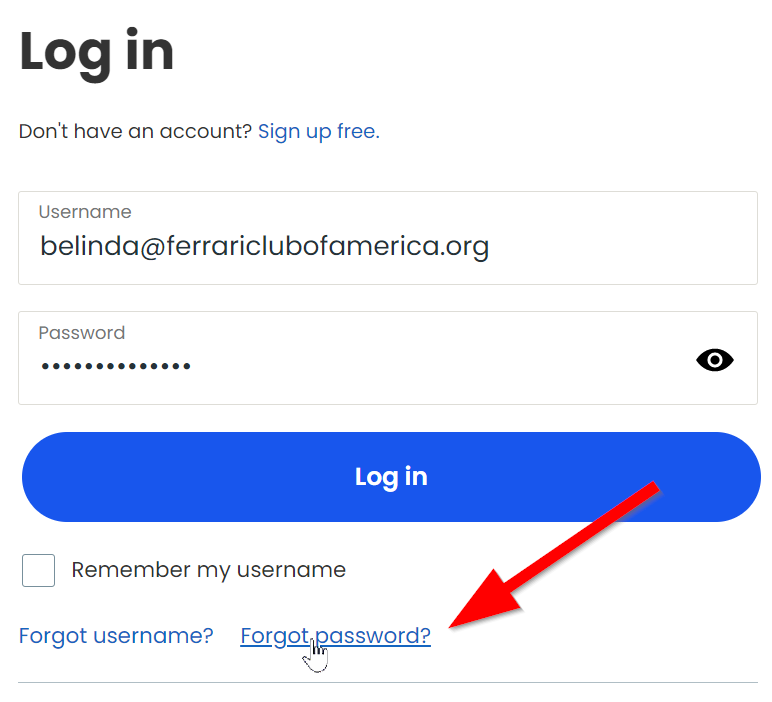 Log in
Don't have an account? Sign up free.
Username
belinda@ferrariclubofamerica.org
Password
••••••••••••••
Log in
Remember my username
Forgot username? Forgot password?